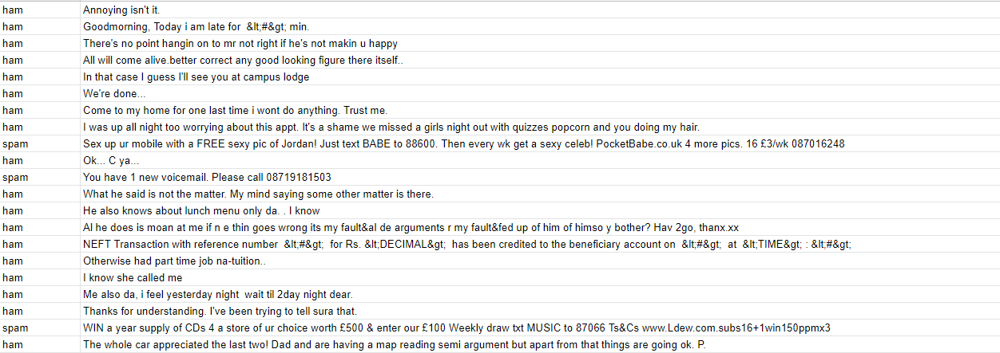 ham Annoying isn't it.
ham Goodmorning, Today i am late for  &lt;#&gt; min.
ham There's no point hangin on to mr not right if he's not makin u happy
ham All will come alive.better correct any good looking figure there itself..
ham In that case I guess I'll see you at campus lodge
ham We're done...
ham Come to my home for one last time i wont do anything. Trust me.
ham I was up all night too worrying about this appt. It's a shame we missed a girls night out with quizzes popcorn and you doing my hair.
spam Sex up ur mobile with a FREE sexy pic of Jordan! Just text BABE to 88600. Then every wk get a sexy celeb! PocketBabe.co.uk 4 more pics. 16 £3/wk 087016248
ham Ok... C ya...
spam You have 1 new voicemail. Please call 08719181503
ham What he said is not the matter. My mind saying some other matter is there.
ham He also knows about lunch menu only da. . I know
ham Al he does is moan at me if n e thin goes wrong its my fault&al de arguments r my fault&fed up of him of himso y bother? Hav 2go, thanx.xx
ham NEFT Transaction with reference number  &lt;#&gt;  for Rs. &lt;DECIMAL&gt;  has been credited to the beneficiary account on  &lt;#&gt;  at  &lt;TIME&gt; : &lt;#&gt;
ham Otherwise had part time job na-tuition..
ham I know she called me
ham Me also da, i feel yesterday night  wait til 2day night dear.
ham Thanks for understanding. I've been trying to tell sura that.
spam WIN a year supply of CDs 4 a store of ur choice worth £500 & enter our £100 Weekly draw txt MUSIC to 87066 Ts&Cs www.Ldew.com.subs16+1win150ppmx3
ham The whole car appreciated the last two! Dad and are having a map reading semi argument but apart from that things are going ok. P.